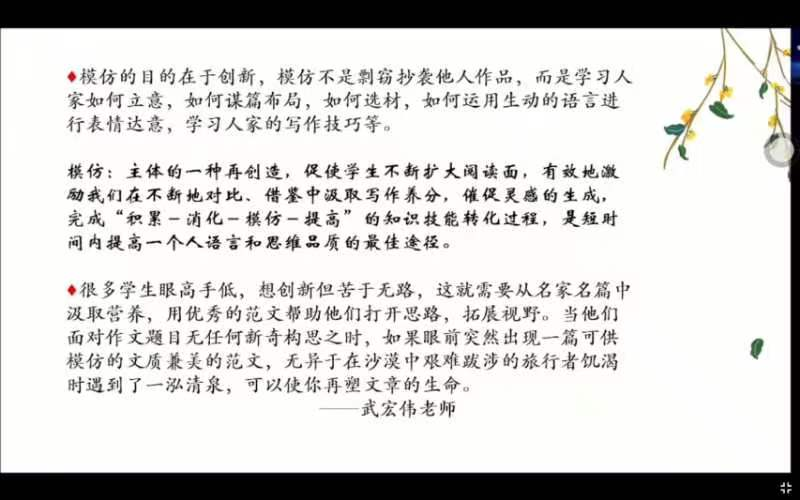 ♦模仿的目的在于创新，模仿不是剽窃抄袭他人作品，而是学习人
家如何立意，如何谋篇布局，如何选材，如何运用生动的语言进
行表情达意，学习人家的写作技巧等。
模仿：主体的一种再创造，促使学生不断扩大阅读面，有效地激
励我们在不断地对比、借鉴中汲取写作养分，催促灵感的生成，
完成“积累－消化－模仿－提高”的知识技能转化过程，是短时
间内提高一个人语言和思维品质的最佳途径。
♦很多学生眼高手低，想创新但苦于无路，这就需要从名家名篇中
汲取营养，用优秀的范文帮助他们打开思路，拓展视野。当他们
面对作文题目无任何新奇构思之时，如果眼前突然出现一篇可供
模仿的文质兼美的范文，无异于在沙漠中艰难跋涉的旅行者饥渴
时遇到了一泓清泉，可以使你再塑文章的生命。
——武宏伟老师